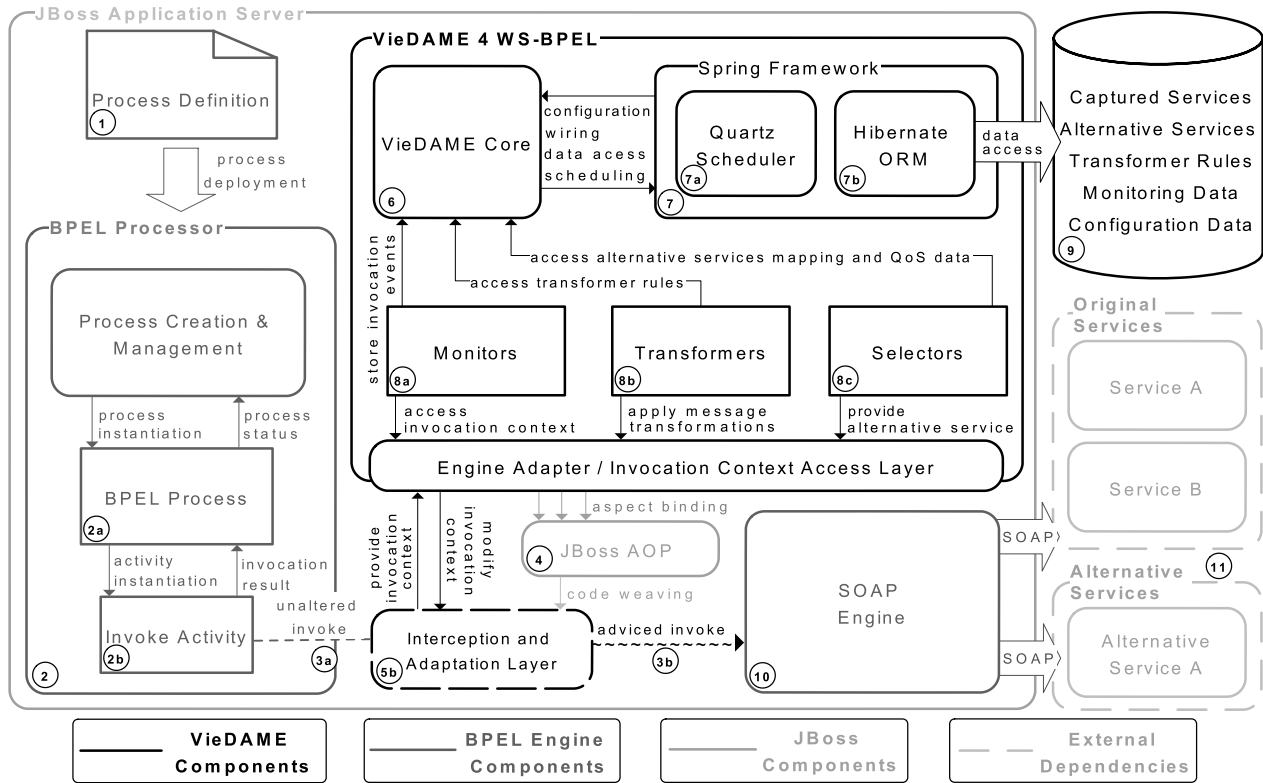 JBoss Application Server
Process Definition
1
process
deployment
BPEL Processor
Process Creation &
Management
process
instantiation
process
status
BPEL Process
2a
activity
instantiation
invocation
result
Invoke Activity
2b
2
unaltered
invoke
3a
VieDAME 4 WS-BPEL
VieDAME Core
6
configuration
wiring
data acess
scheduling
Spring Framework
Quartz
Scheduler
7a
Hibernate
ORM
7b
7
data
access
Captured Services
Alternative Services
Transformer Rules
Monitoring Data
Configuration Data
9
store invocation
events
access alternative services mapping and QoS data
access transformer rules
Monitors
8a
Transformers
8b
Selectors
8c
access
invocation context
apply message
transformations
provide
alternative service
Engine Adapter / Invocation Context Access Layer
provide
invocation
context
modify
invocation
context
aspect binding
JBoss AOP
4
code weaving
Interception and
Adaptation Layer
5b
adviced invoke
3b
SOAP
Engine
10
SOAP
SOAP
Original
Services
Service A
Service B
11
Alternative
Services
Alternative
Service A
VieDAME
Components
BPEL Engine
Components
JBoss
Components
External
Dependencies